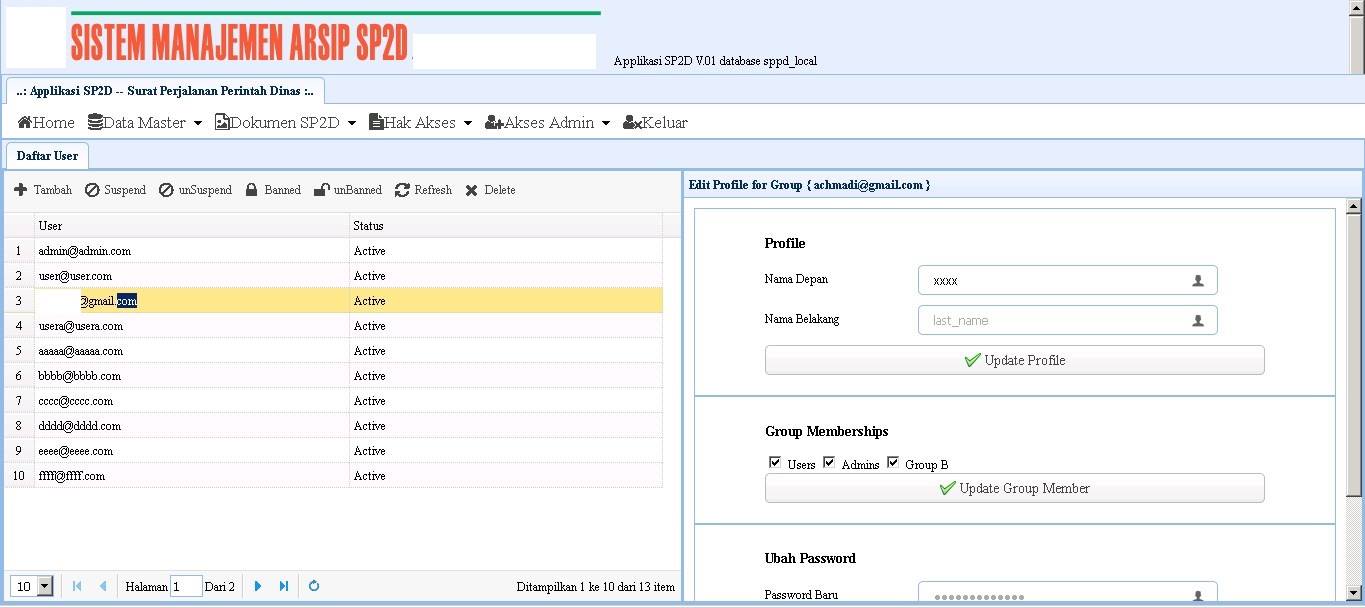 SISTEM MANAJEMEN ARSIP SP2D
Applikasi SP2D V.01 database sppd_local
..: Applikasi SP2D -- Surat Perjalanan Perintah Dinas :..
Home Data Master Dokumen SP2D Hak Akses Akses Admin Keluar
Daftar User
Tambah Suspend unSuspend Banned unBanned Refresh Delete
User Status
1 admin@admin.com Active
2 user@user.com Active
3 @gmail.com Active
4 usera@usera.com Active
5 aaaaa@aaaaa.com Active
6 bbbb@bbbb.com Active
7 cccc@cccc.com Active
8 dddd@dddd.com Active
9 eeee@eeee.com Active
10 fffff@ffff.com Active
10 Halaman 1 Dari 2 Ditampilkan 1 ke 10 dari 13 item
Edit Profile for Group { achmadi@gmail.com }
Profile
Nama Depan xxxx
Nama Belakang last_name
Update Profile
Group Memberships
Users Admins Group B
Update Group Member
Ubah Password
Password Baru